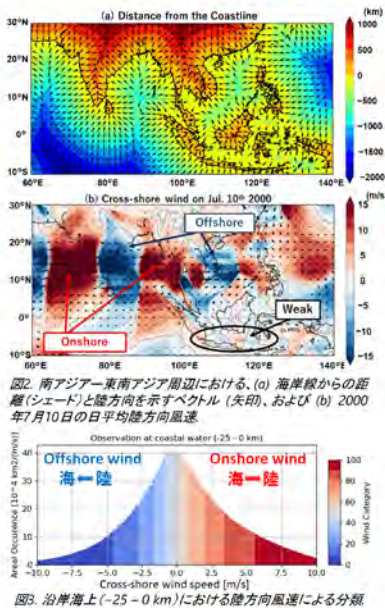 (a) Distance from the Coastline
(km)
30°N
20°N
10°N
0°
10°S
60°E
80°E
100°E
120°E
140°E
1000
500
0
-500
-1000
-1500
-2000
(b) Cross-shore wind on Jul. 10th 2000
(m/s)
30°N
20°N
10°N
0°
10°S
60°E
80°E
100°E
120°E
140°E
Offshore
Onshore
Weak
15
10
5
0
-5
-10
-15
図2. 南アジアー東南アジア周辺における、(a) 海岸線からの距
離(シェード)と陸方向を示すベクトル (矢印)、および (b) 2000
年7月10日の日平均陸方向風速
Observation at coastal water (-25 - 0 km)
Areal Occurence [10^4 km2/(m/s)]
40
30
20
10
0
Offshore wind
海⟸陸
Onshore wind
海⟸陸
-10.0
-7.5
-5.0
-2.5
0.0
2.5
5.0
7.5
10.0
Cross-shore wind speed [m/s]
100
80
60
40
20
0
Wind Category
図3. 沿岸海上(-25 – 0 km)における陸方向風速による分類.